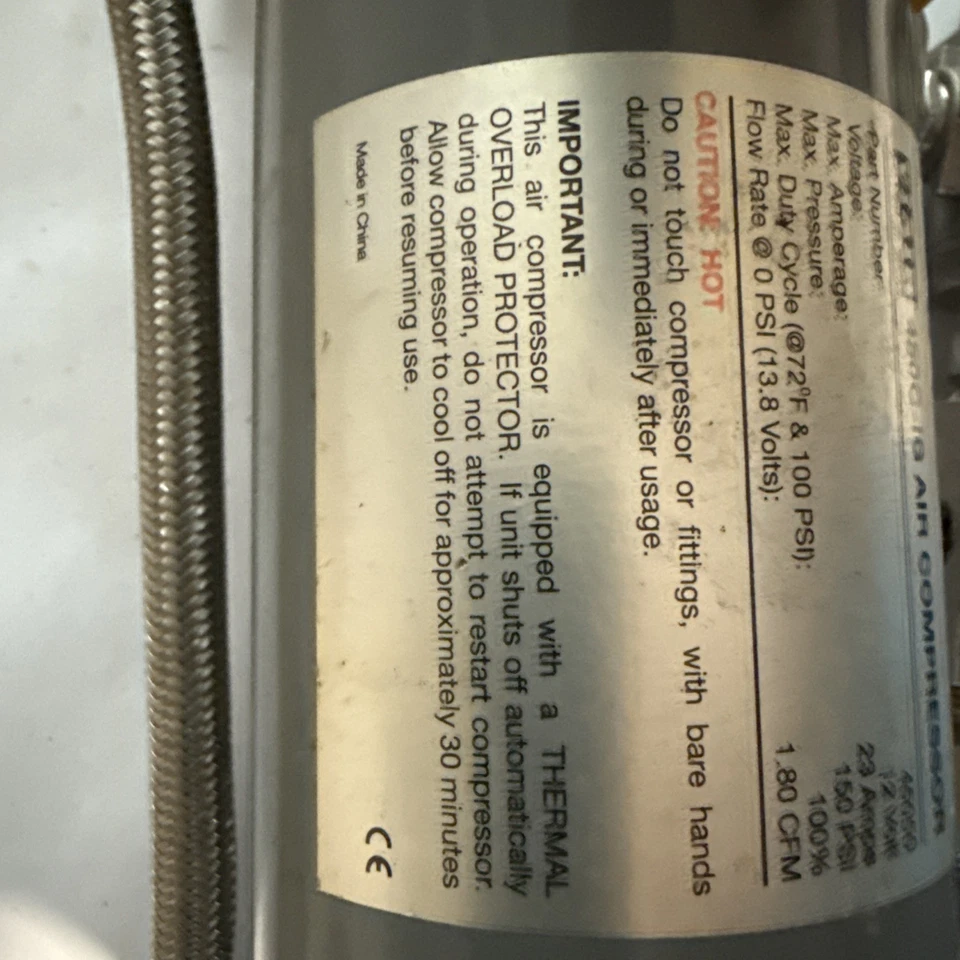 AIR COMPRESSOR
Part Number:
Voltage: 12 Volts
Max. Amperage: 23 Amps
Max. Pressure: 150 PSI
Max. Duty Cycle (@72°F & 100 PSI): 100%
Flow Rate @ 0 PSI (13.8 Volts): 1.80 CFM
CAUTION: HOT
Do not touch compressor or fittings, with bare hands
during or immediately after usage.
IMPORTANT:
This air compressor is equipped with a THERMAL
OVERLOAD PROTECTOR. If unit shuts off automatically
during operation, do not attempt to restart compressor.
Allow compressor to cool off for approximately 30 minutes
before resuming use.
Made in China CE